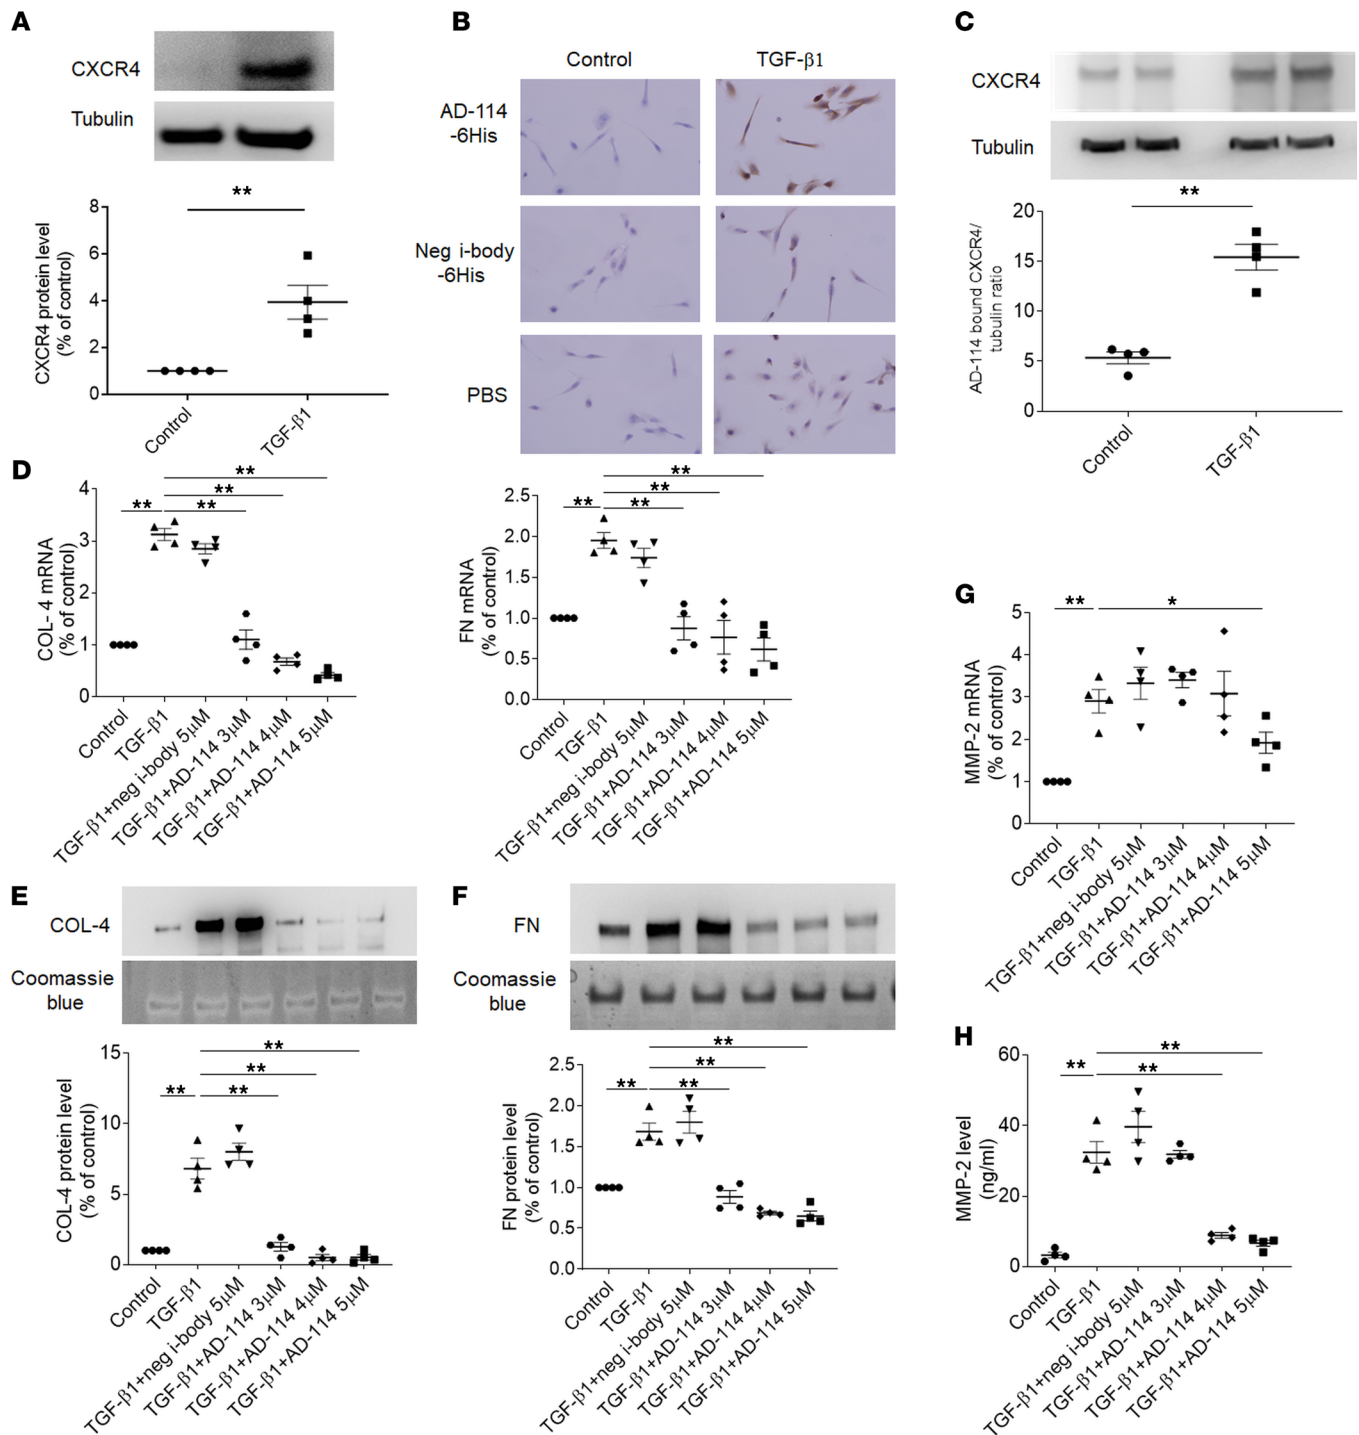 A
CXCR4
Tubulin
**
CXCR4 protein level
(% of control)
8
6
4
2
0
Control
TGF-β1
B
Control
TGF-β1
AD-114
-6His
Neg i-body
-6His
PBS
C
CXCR4
Tubulin
**
AD-114 bound CXCR4/
tubulin ratio
20
15
10
5
0
Control
TGF-β1
D
**
**
**
**
COL- 4 mRNA
(% of control)
4
3
2
1
0
Control
TGF-β1
TGF-β1+neg i-body 5μM
TGF-β1+AD-114 3μM
TGF-β1+AD-114 4μM
TGF-β1+AD-114 5μM
**
**
**
**
FN mRNA
(% of control)
2.5
2.0
1.5
1.0
0.5
0.0
Control
TGF-β1
TGF-β1+neg i-body 5μM
TGF-β1+AD-114 3μM
TGF-β1+AD-114 4μM
TGF-β1+AD-114 5μM
G
**
*
MMP-2 mRNA
(% of control)
5
4
3
2
1
0
Control
TGF-β1
TGF-β1+neg i-body 5μM
TGF-β1+AD-114 3μM
TGF-β1+AD-114 4μM
TGF-β1+AD-114 5μM
E
COL-4
Coomassie
blue
**
**
**
**
COL-4 protein level
(% of control)
15
10
5
0
Control
TGF-β1
TGF-β1+neg i-body 5μM
TGF-β1+AD-114 3μM
TGF-β1+AD-114 4μM
TGF-β1+AD-114 5μM
F
FN
Coomassie
blue
**
**
**
**
FN protein level
(% of control)
2.5
2.0
1.5
1.0
0.5
0.0
Control
TGF-β1
TGF-β1+neg i-body 5μM
TGF-β1+AD-114 3μM
TGF-β1+AD-114 4μM
TGF-β1+AD-114 5μM
H
**
**
**
MMP-2 level
(ng/ml)
60
40
20
0
Control
TGF-β1
TGF-β1+neg i-body 5μM
TGF-β1+AD-114 3μM
TGF-β1+AD-114 4μM
TGF-β1+AD-114 5μM